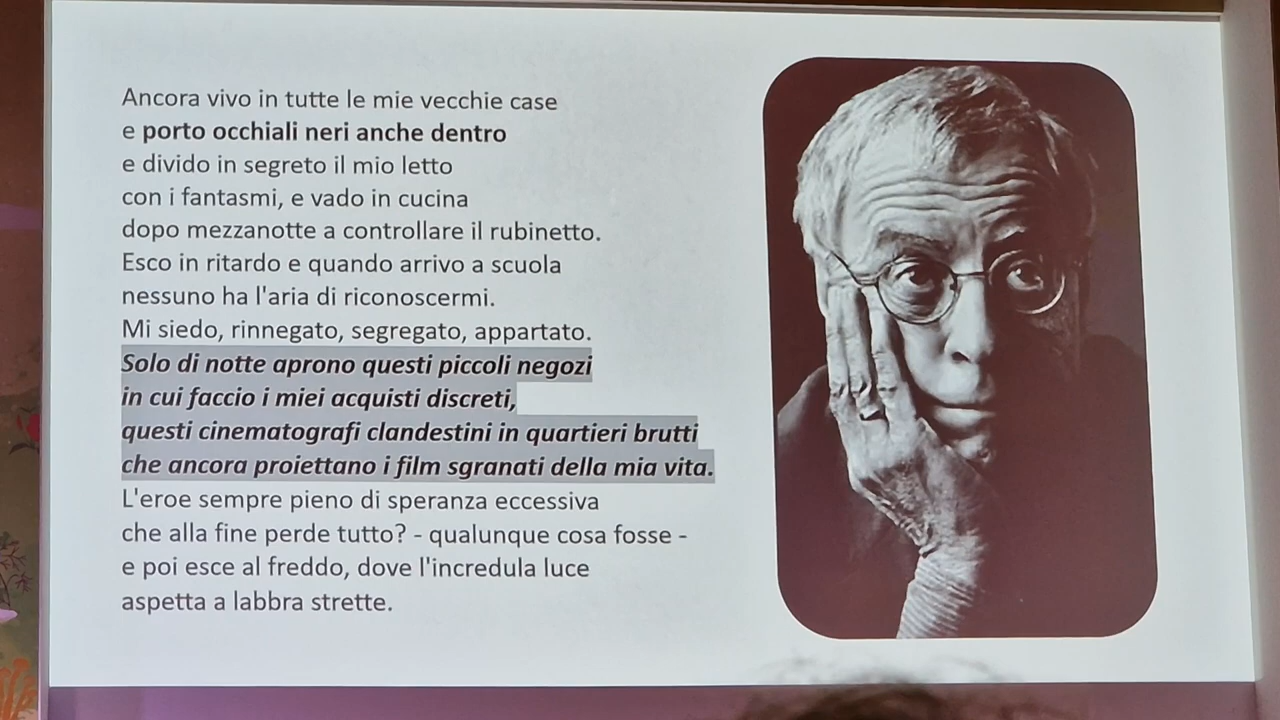 Ancora vivo in tutte le mie vecchie case
e porto occhiali neri anche dentro
e divido in segreto il mio letto
con i fantasmi, e vado in cucina
dopo mezzanotte a controllare il rubinetto.
Esco in ritardo e quando arrivo a scuola
nessuno ha l'aria di riconoscermi.
Mi siedo, rinnegato, segregato, appartato.
Solo di notte aprono questi piccoli negozi
in cui faccio i miei acquisti discreti,
questi cinematografi clandestini in quartieri brutti
che ancora proiettano i film sgranati della mia vita.
L'eroe sempre pieno di speranza eccessiva
che alla fine perde tutto? - qualunque cosa fosse -
e poi esce al freddo, dove l'incredula luce
aspetta a labbra strette.